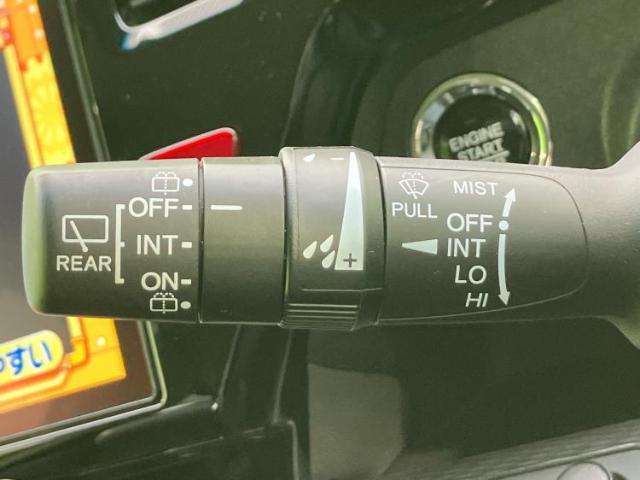 OFF
INT
ON
REAR
-
+
PULL
MIST
OFF
INT
LO
HI
ENGINE
START
やすい